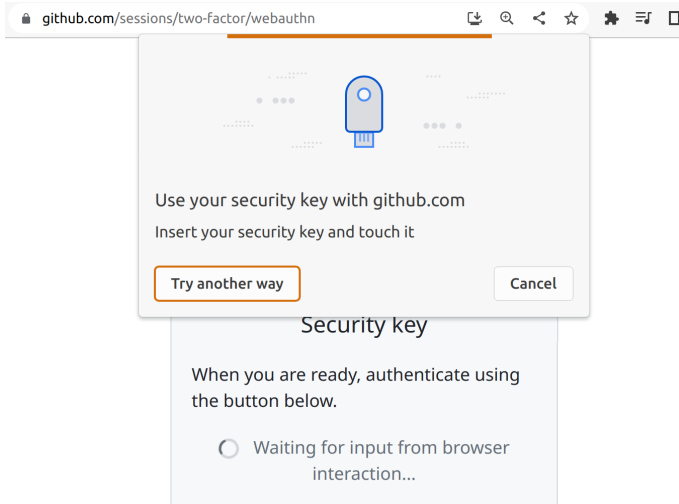 github.com/sessions/two-factor/webauthn
Use your security key with github.com
Insert your security key and touch it
Try another way
Cancel
Security key
When you are ready, authenticate using
the button below.
Waiting for input from browser
interaction...